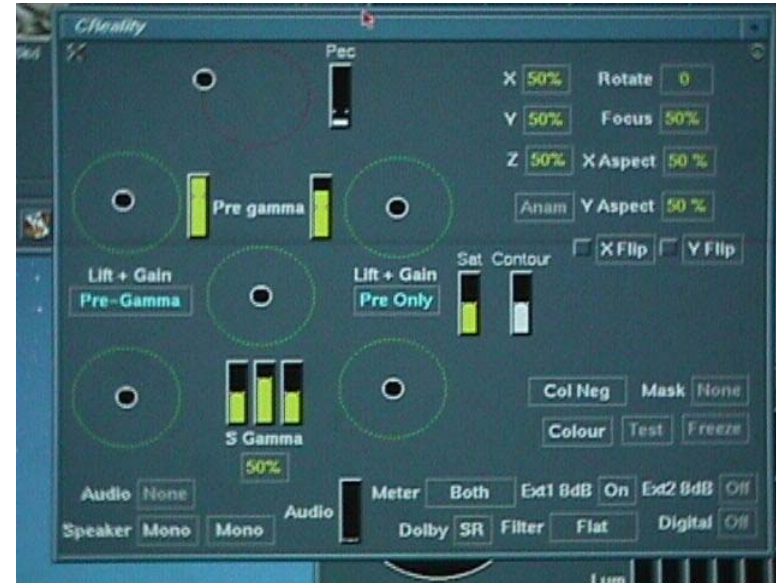 CReality
Pec
X 50% Rotate 0
Y 50% Focus 50%
Z 50% X Aspect 50 %
Pre gamma
Anam Y Aspect 50 %
X Flip Y Flip
Sat Contour
Lift + Gain Lift + Gain
Pre-Gamma Pre Only
Col Neg Mask None
Colour Test Freeze
S Gamma
50%
Audio None Audio Meter Both Ext1 8dB On Ext2 8dB Off
Speaker Mono Mono Dolby SR Filter Flat Digital Off
Lum